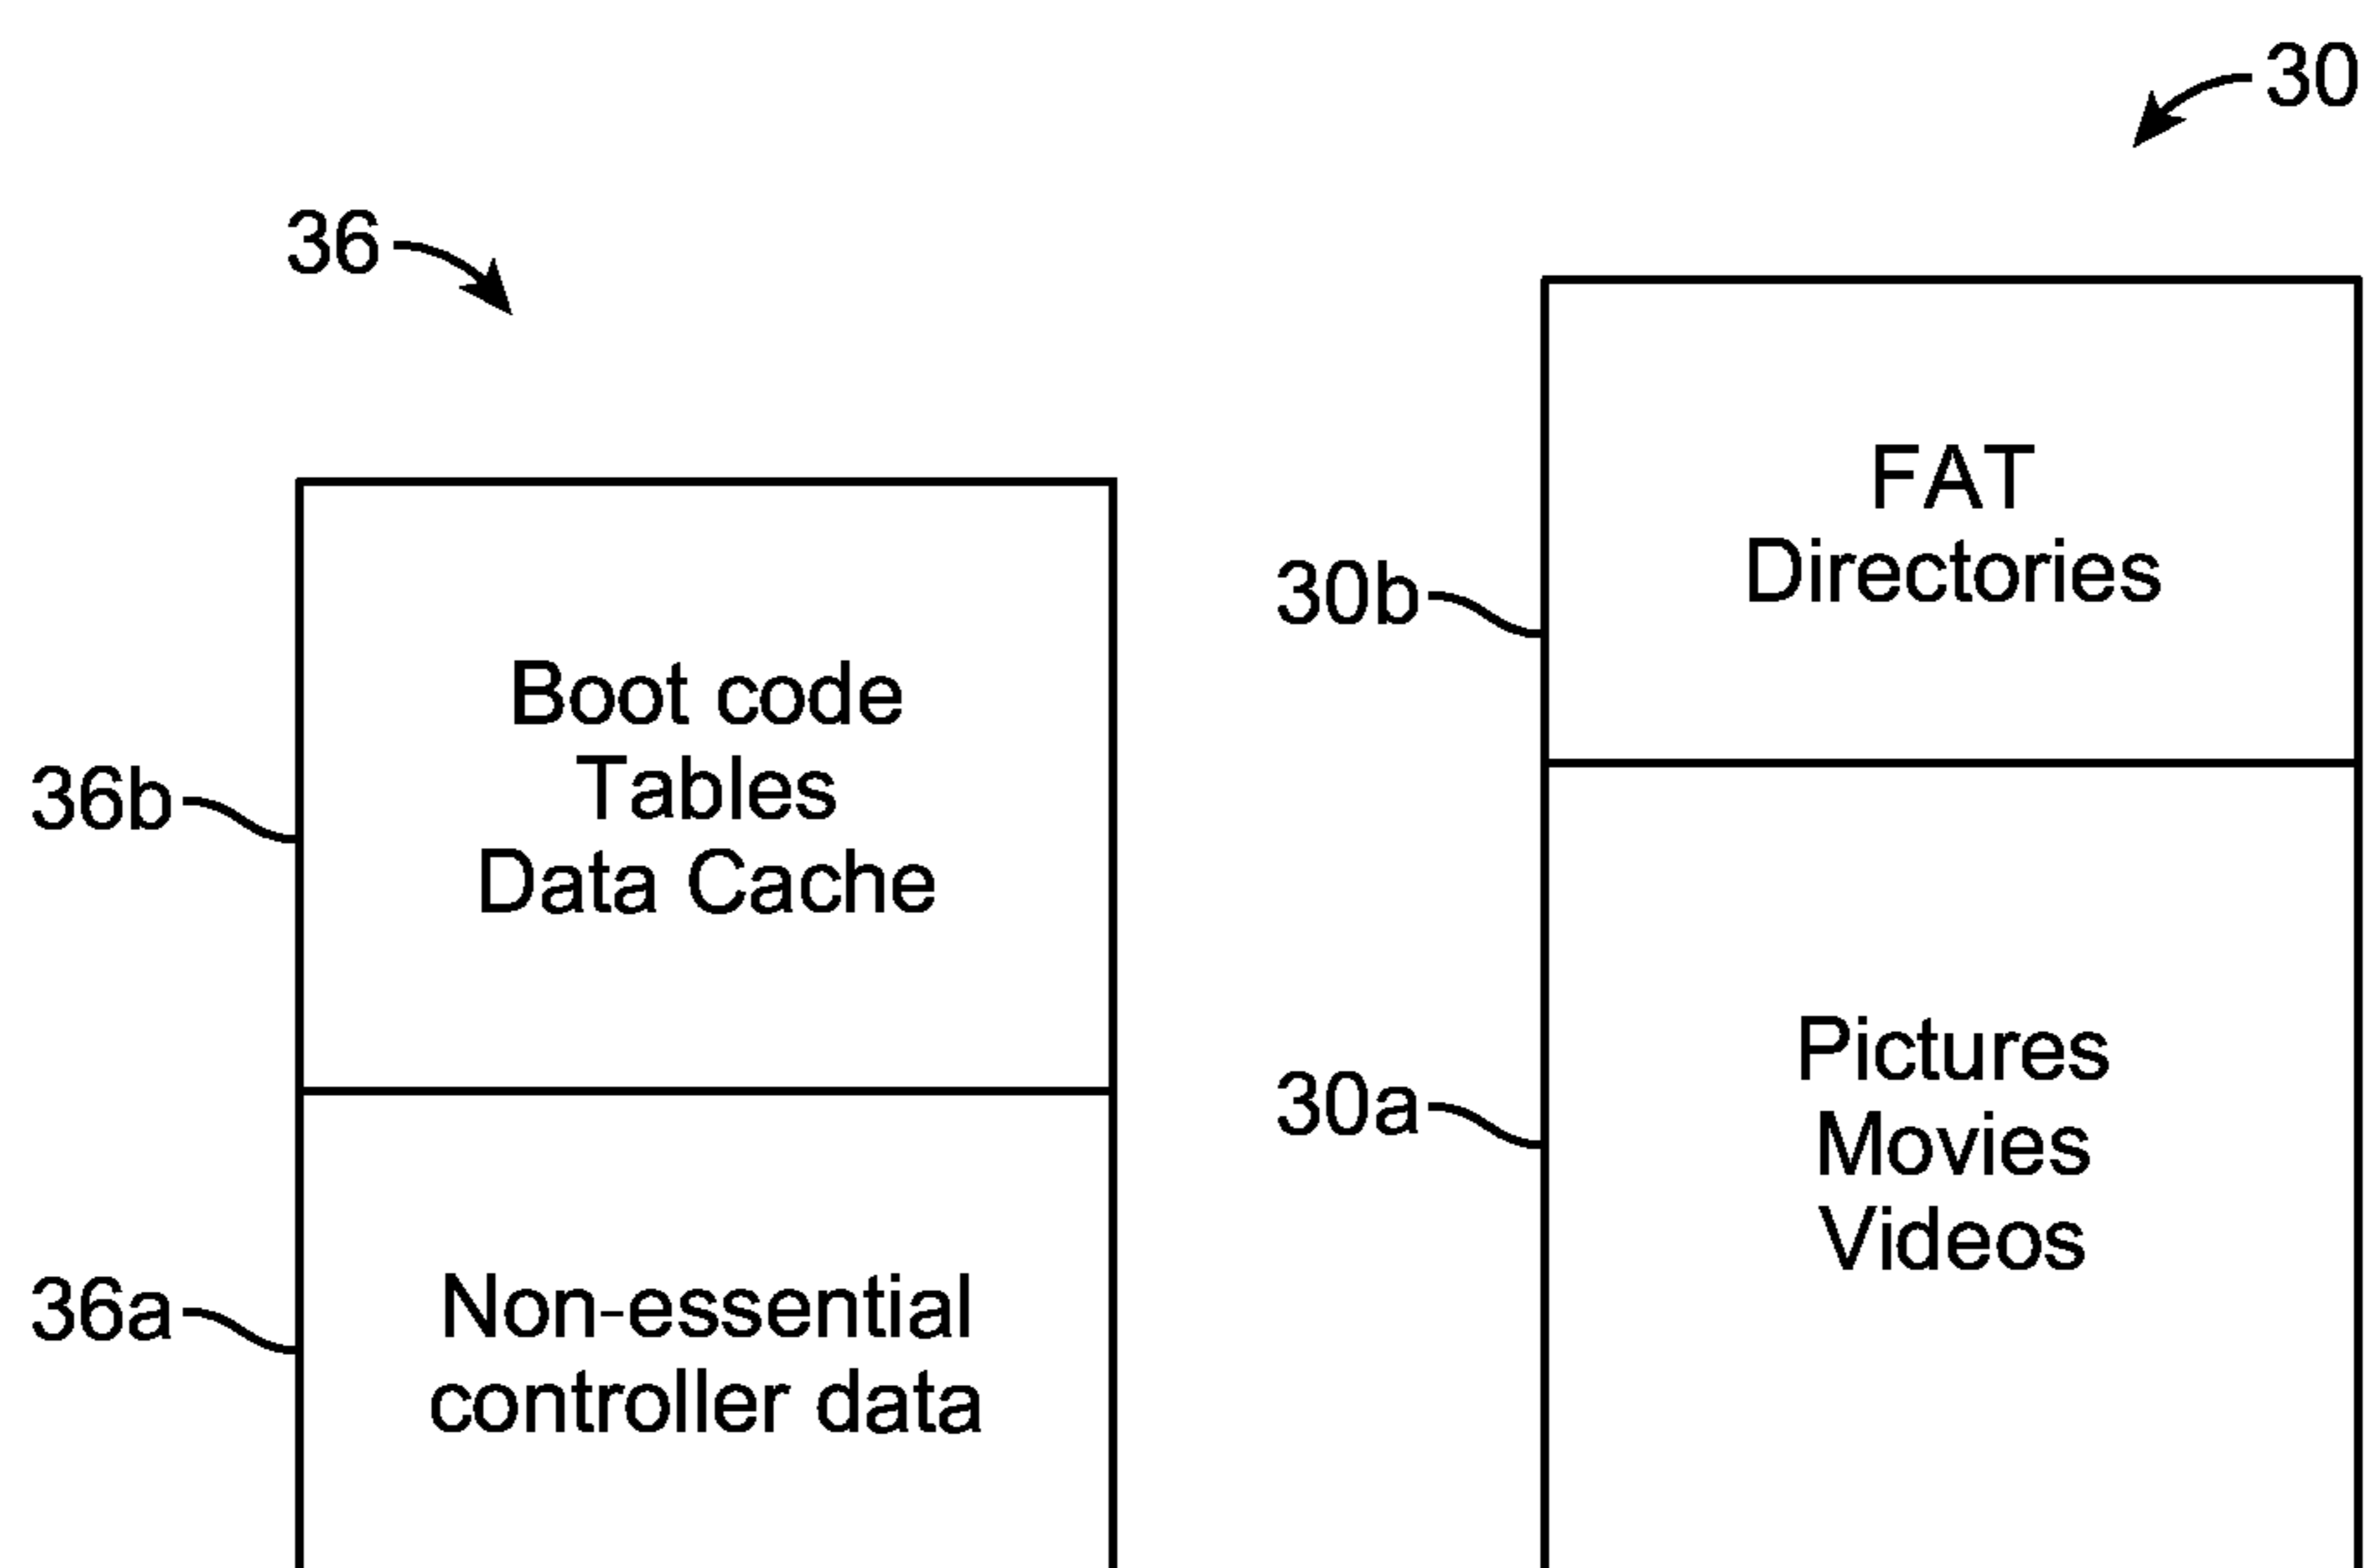 30
36
FAT
Directories
30b
Boot code
Tables
Data Cache
36b
Pictures
Movies
Videos
30a
Non-essential
controller data
36a